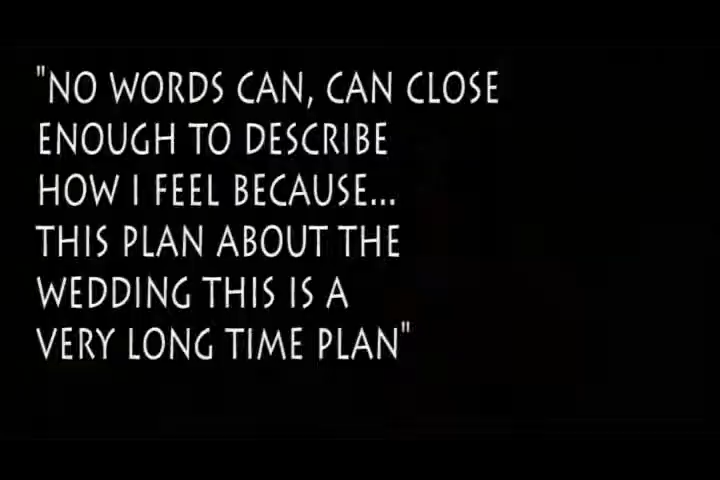 "NO WORDS CAN, CAN CLOSE
ENOUGH TO DESCRIBE
HOW I FEEL BECAUSE...
THIS PLAN ABOUT THE
WEDDING THIS IS A
VERY LONG TIME PLAN"